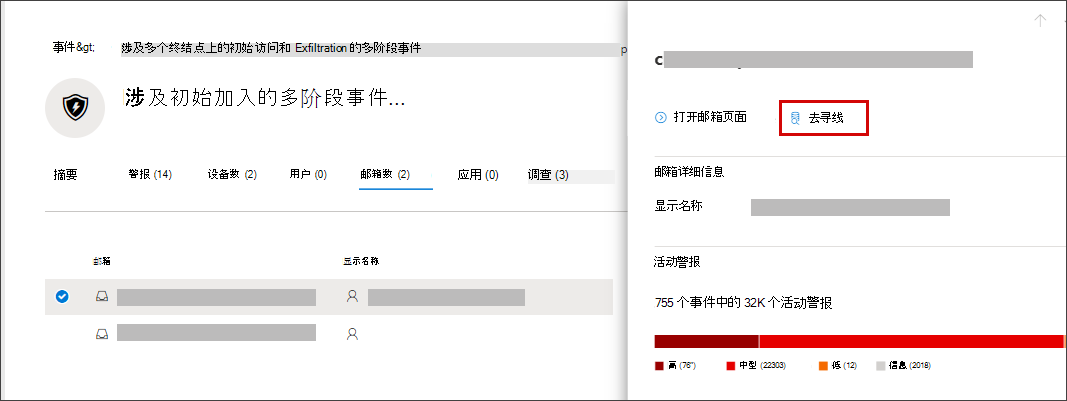 事件&gt; 涉及多个终结点上的初始访问和 Exfiltration 的多阶段事件
涉及初始加入的多阶段事件...
摘要 警报 (14) 设备数 (2) 用户 (0) 邮箱数 (2) 应用 (0) 调查 (3)
邮箱 显示名称
打开邮箱页面 去寻线
邮箱详细信息
显示名称
活动警报
755 个事件中的 32K 个活动警报
高 (76") 中型 (22303) 低 (12) 信息 (2018)